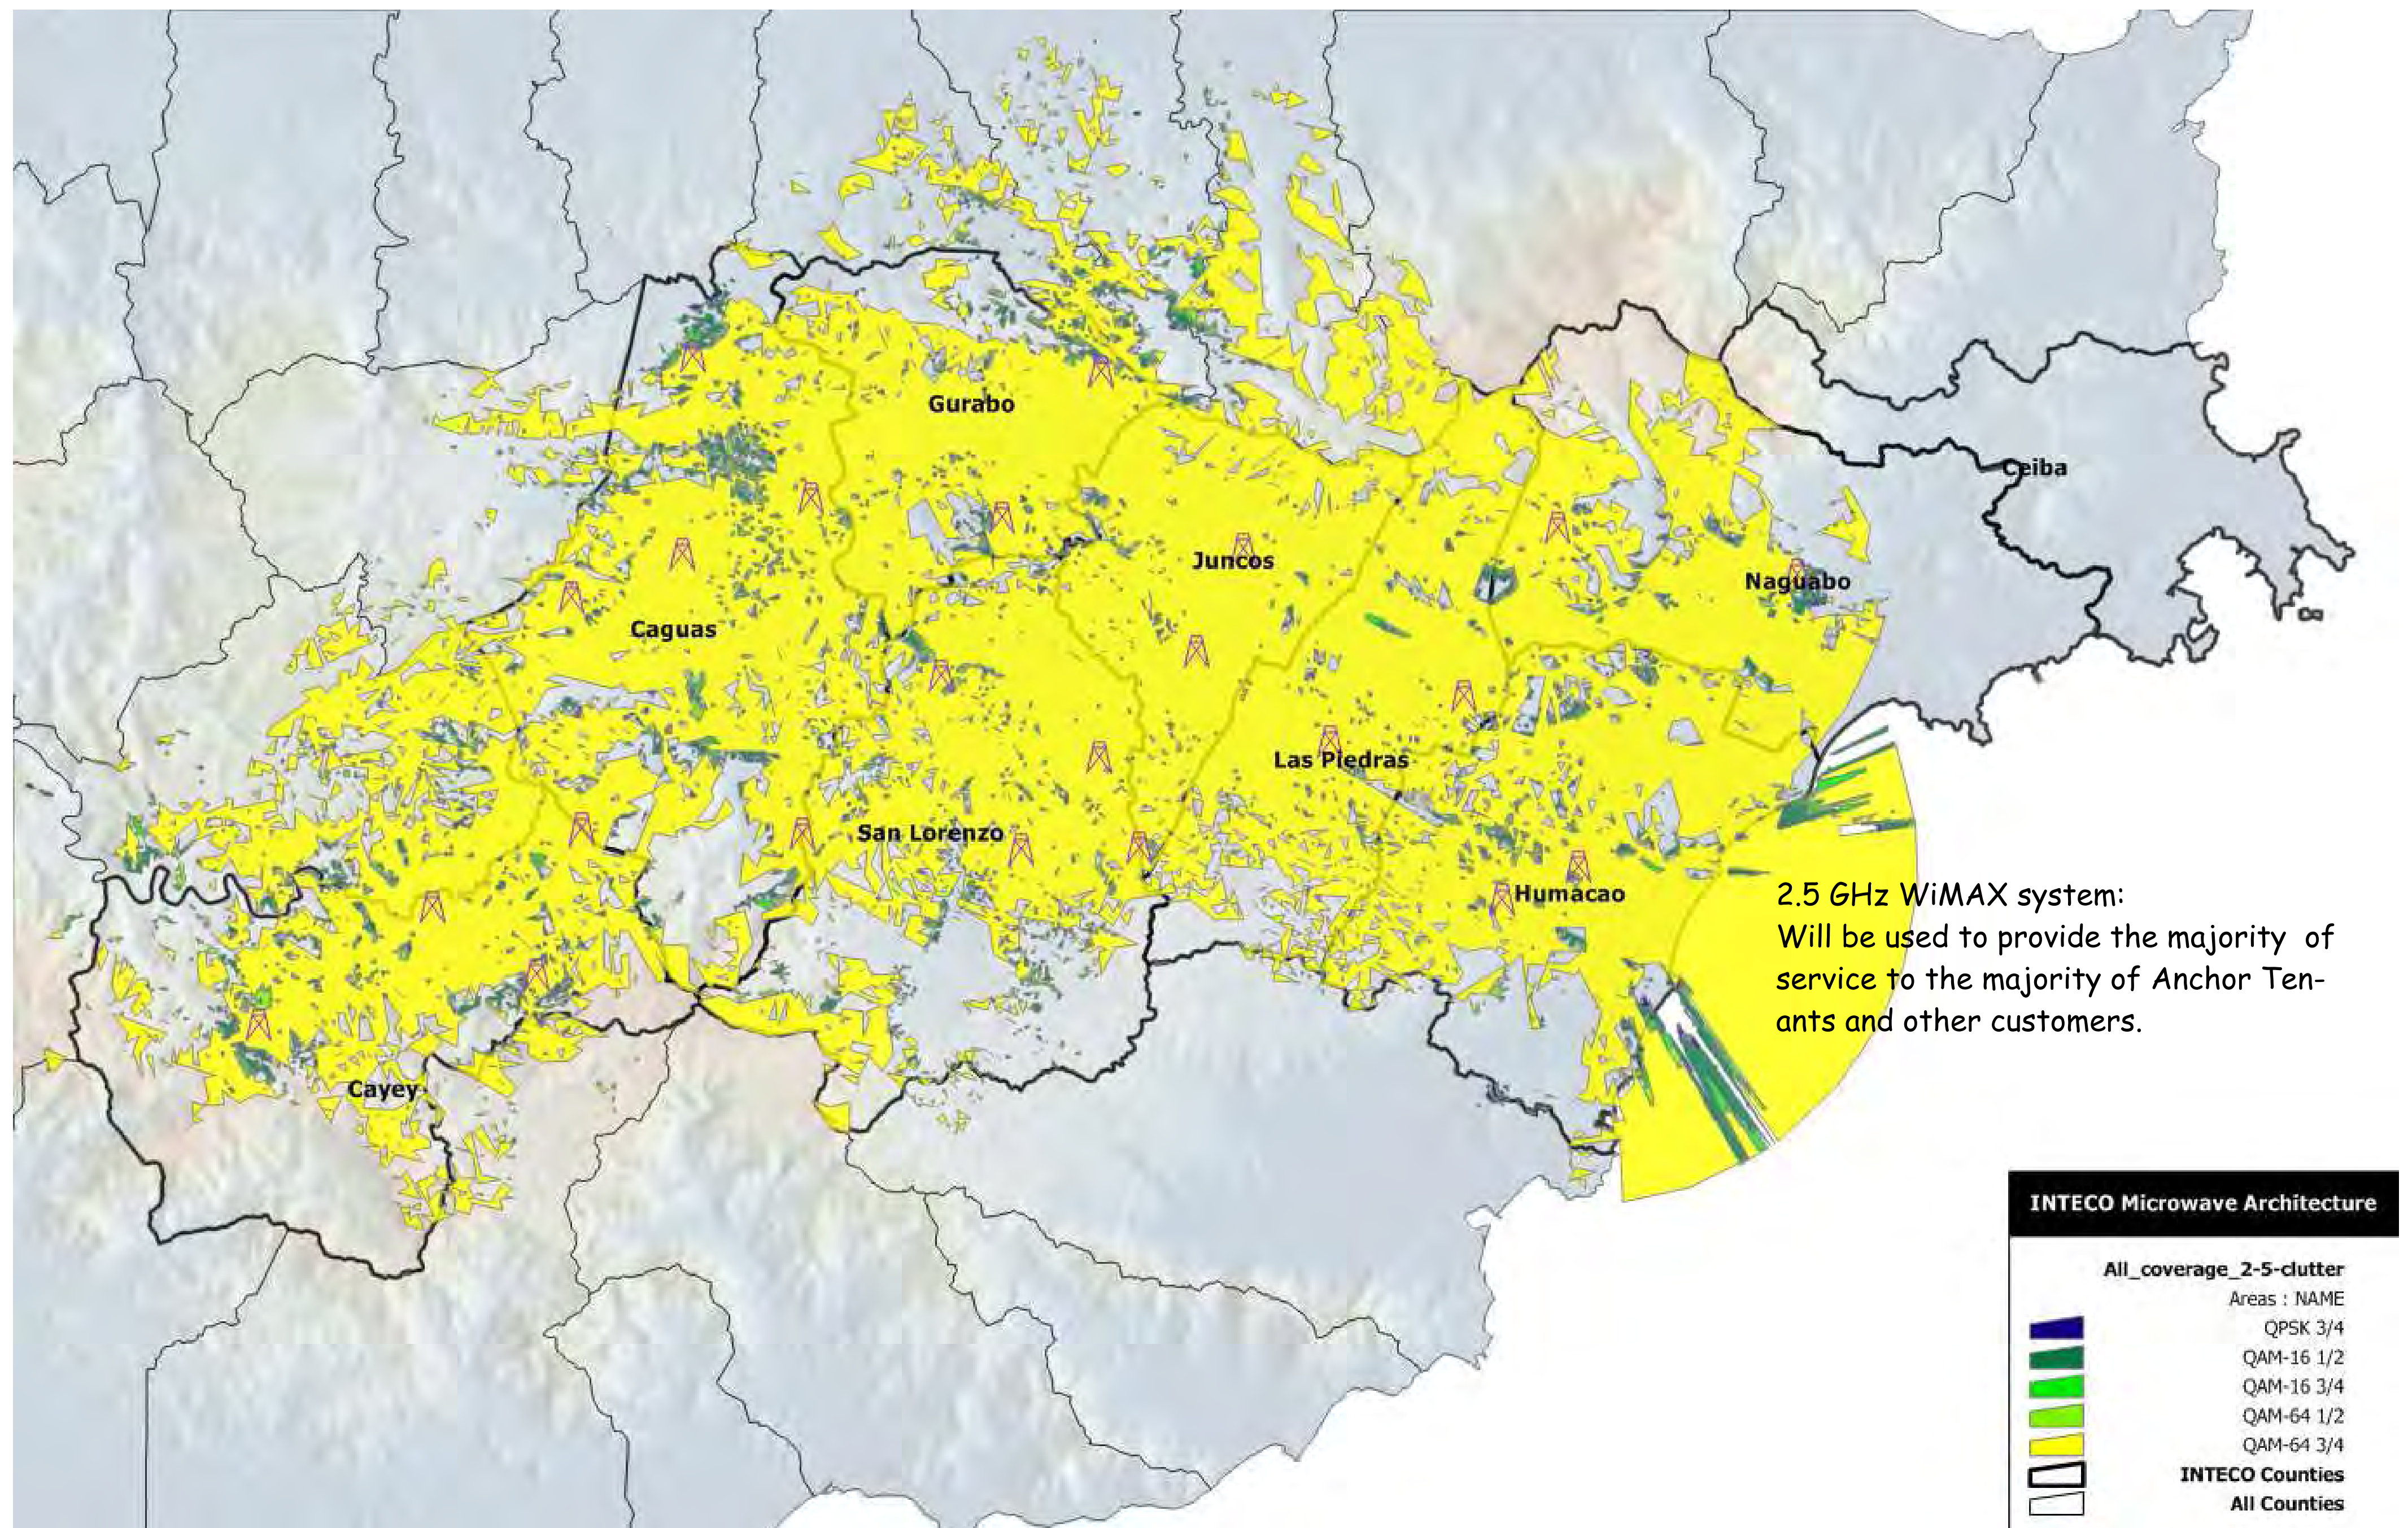 Gurabo
Ceiba
Juncos
Naguabo
Caguas
Las Piedras
San Lorenzo
Humacao
2.5 GHz WiMAX system:
Will be used to provide the majority of
service to the majority of Anchor Ten-
ants and other customers.
Cayey
INTECO Microwave Architecture
All_coverage_2-5-clutter
Areas : NAME
QPSK 3/4
QAM-16 1/2
QAM-16 3/4
QAM-64 1/2
QAM-64 3/4
INTECO Counties
All Counties